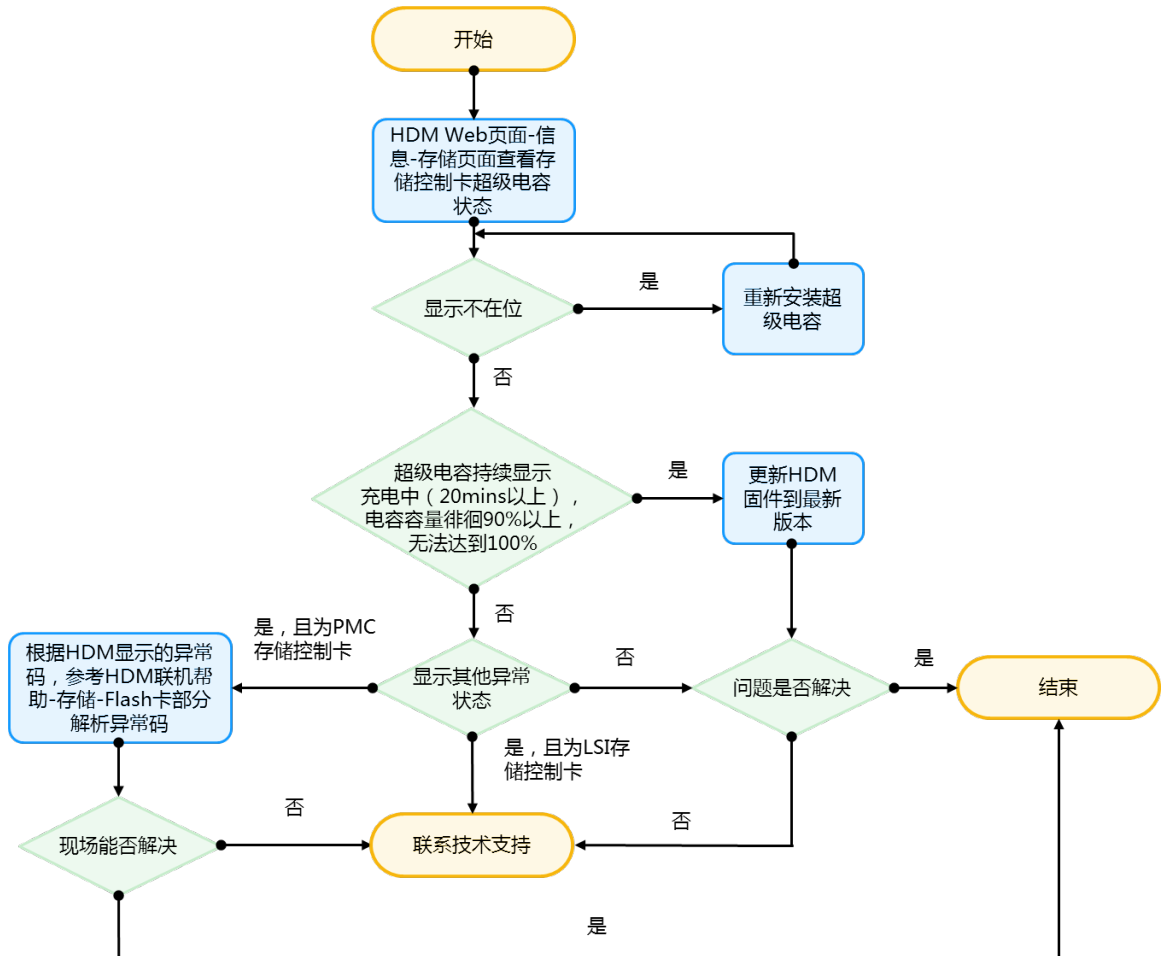 开始
HDM Web页面-信
息-存储页面查看存
储控制卡超级电容
状态
是
显示不在位
重新安装超
级电容
否
超级电容持续显示
充电中（20mins以上），
电容容量徘徊90%以上，
无法达到100%
是
更新HDM
固件到最新
版本
否
是，且为PMC
存储控制卡
根据HDM显示的异常
码，参考HDM联机帮
助-存储-Flash卡部分
解析异常码
显示其他异常
状态
否
问题是否解决
是
结束
是，且为LSI存
储控制卡
现场能否解决
否
联系技术支持
否
是